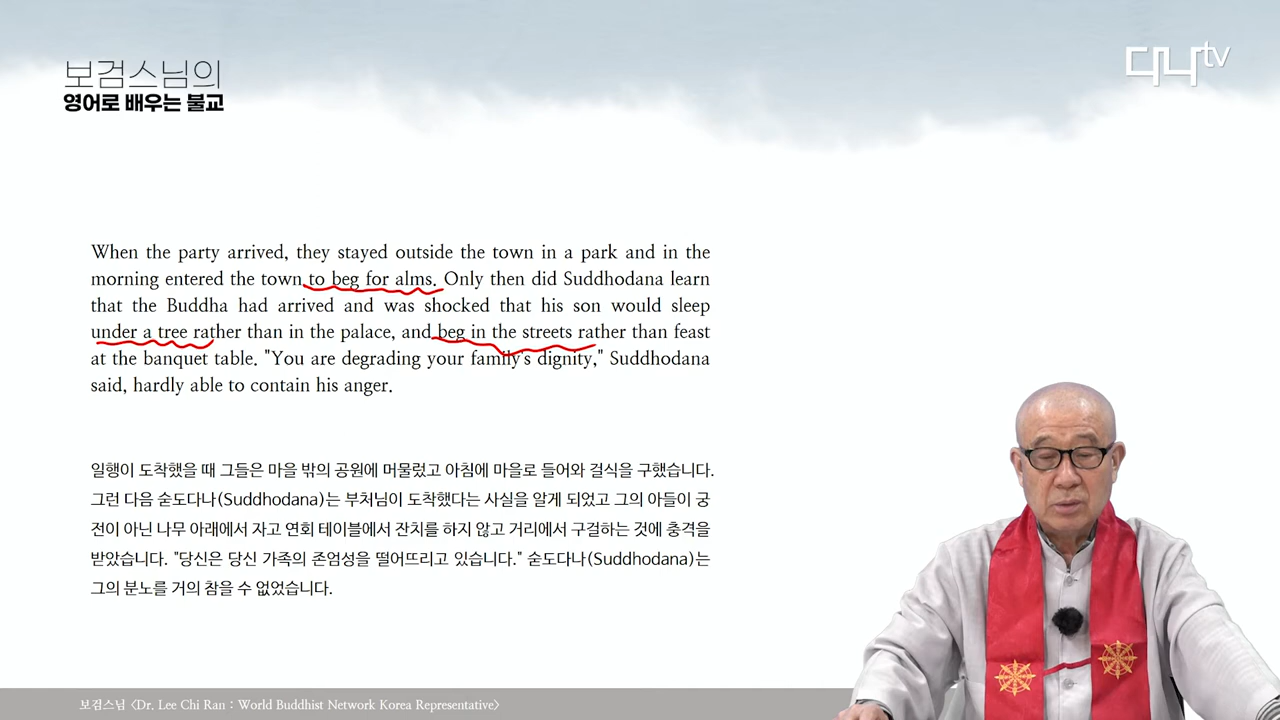 보검스님의
영어로 배우는 불교
다나tv
When the party arrived, they stayed outside the town in a park and in the
morning entered the town to beg for alms. Only then did Suddhodana learn
that the Buddha had arrived and was shocked that his son would sleep
under a tree rather than in the palace, and beg in the streets rather than feast
at the banquet table. "You are degrading your family's dignity," Suddhodana
said, hardly able to contain his anger.
일행이 도착했을 때 그들은 마을 밖의 공원에 머물렀고 아침에 마을로 들어와 걸식을 구했습니다.
그런 다음 숟도다나(Suddhodana)는 부처님이 도착했다는 사실을 알게 되었고 그의 아들이 궁
전이 아닌 나무 아래에서 자고 연회 테이블에서 잔치를 하지 않고 거리에서 구걸하는 것에 충격을
받았습니다. "당신은 당신 가족의 존엄성을 떨어뜨리고 있습니다." 숟도다나(Suddhodana)는
그의 분노를 거의 참을 수 없었습니다.
보검스님 <Dr. Lee Chi Ran : World Buddhist Network Korea Representative>